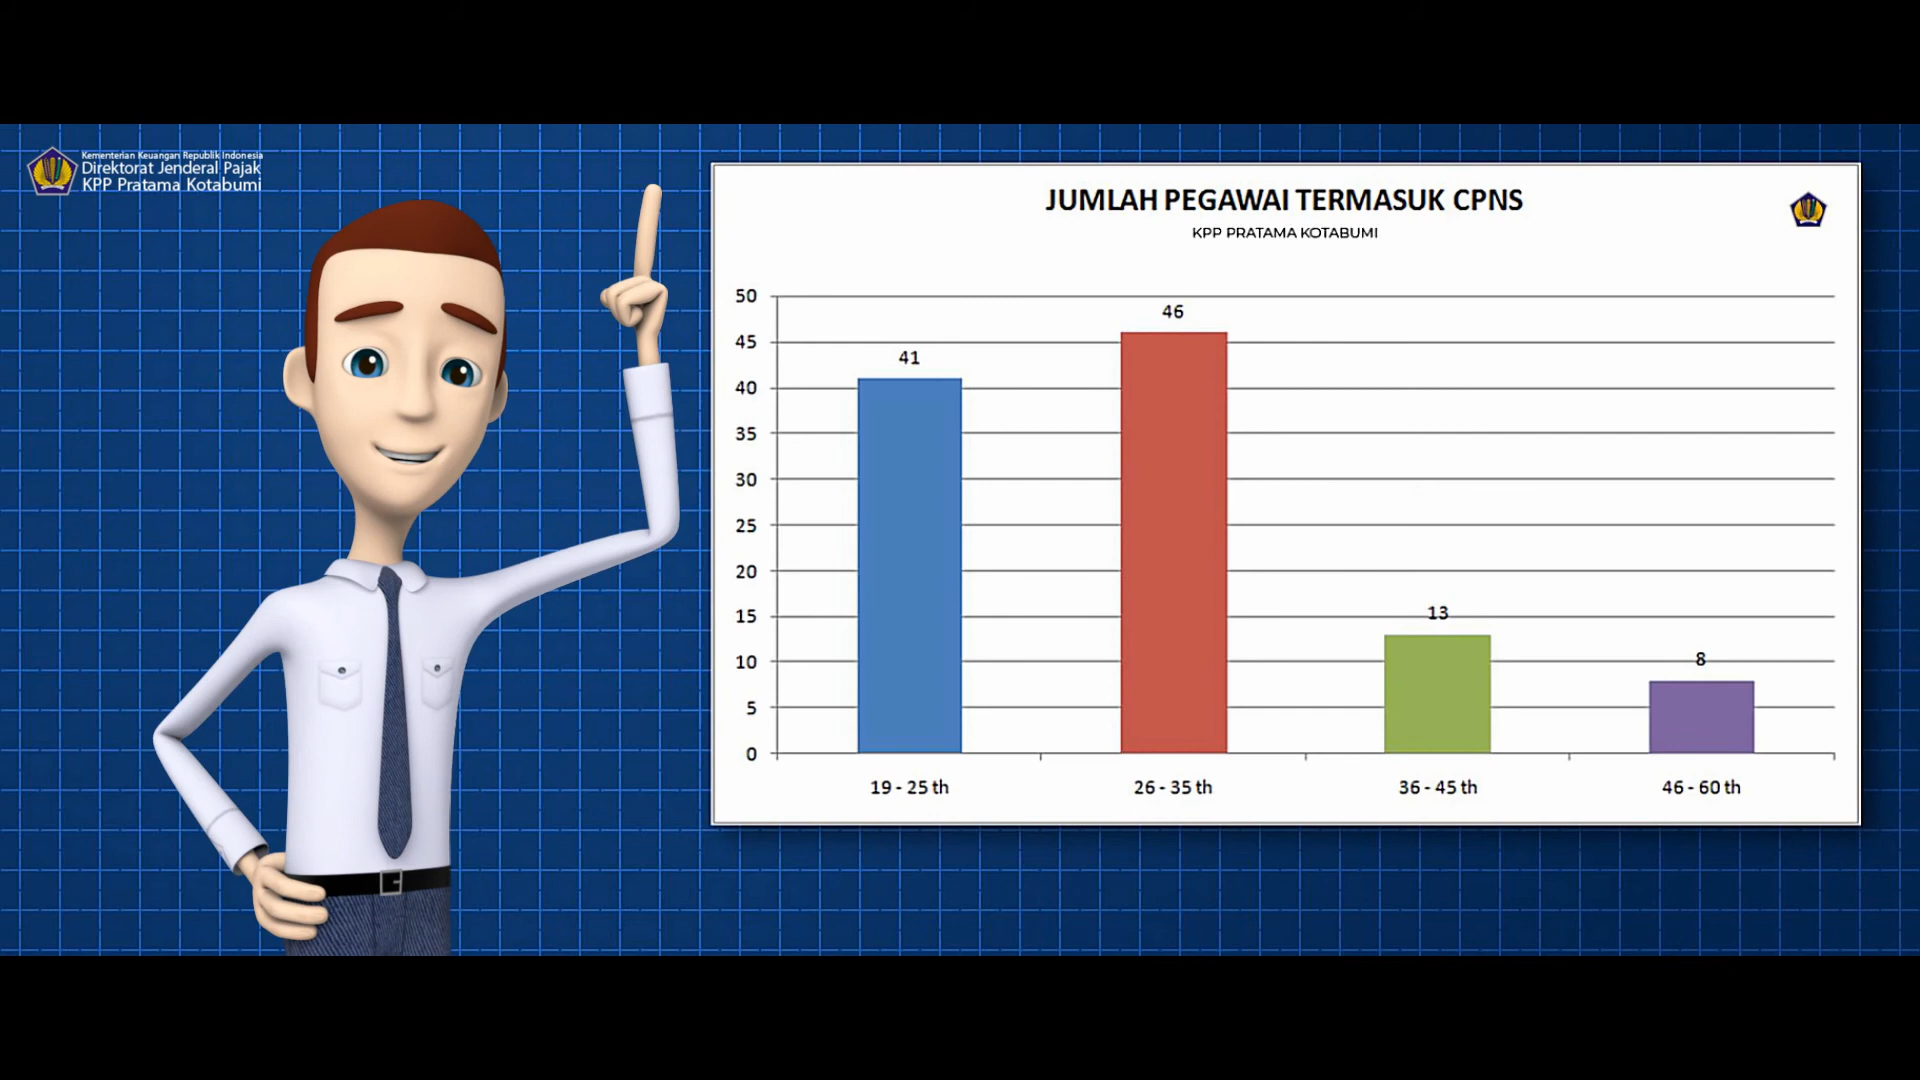 Kementerian Keuangan Republik Indonesia
Direktorat Jenderal Pajak
KPP Pratama Kotabumi
JUMLAH PEGAWAI TERMASUK CPNS
KPP PRATAMA KOTABUMI
50
45
40
35
30
25
20
15
10
5
0
41
46
13
8
19 - 25 th
26 - 35 th
36 - 45 th
46 - 60 th